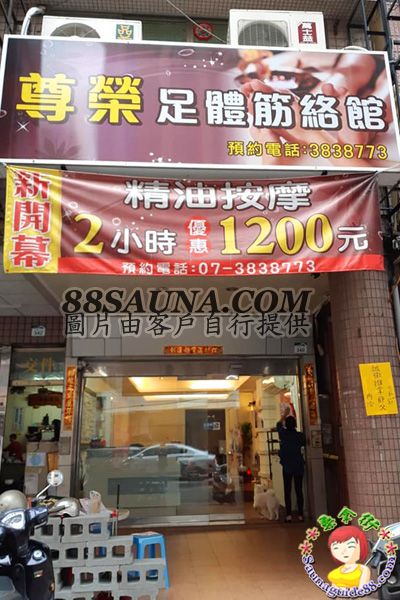 尊榮 足體筋絡館
預約電話:3838773
新開幕
精油按摩
2小時 優惠 1200元
預約電話:07-3838773
88SAUNA.COM
圖片由客戶自行提供
Saunaguide88.com